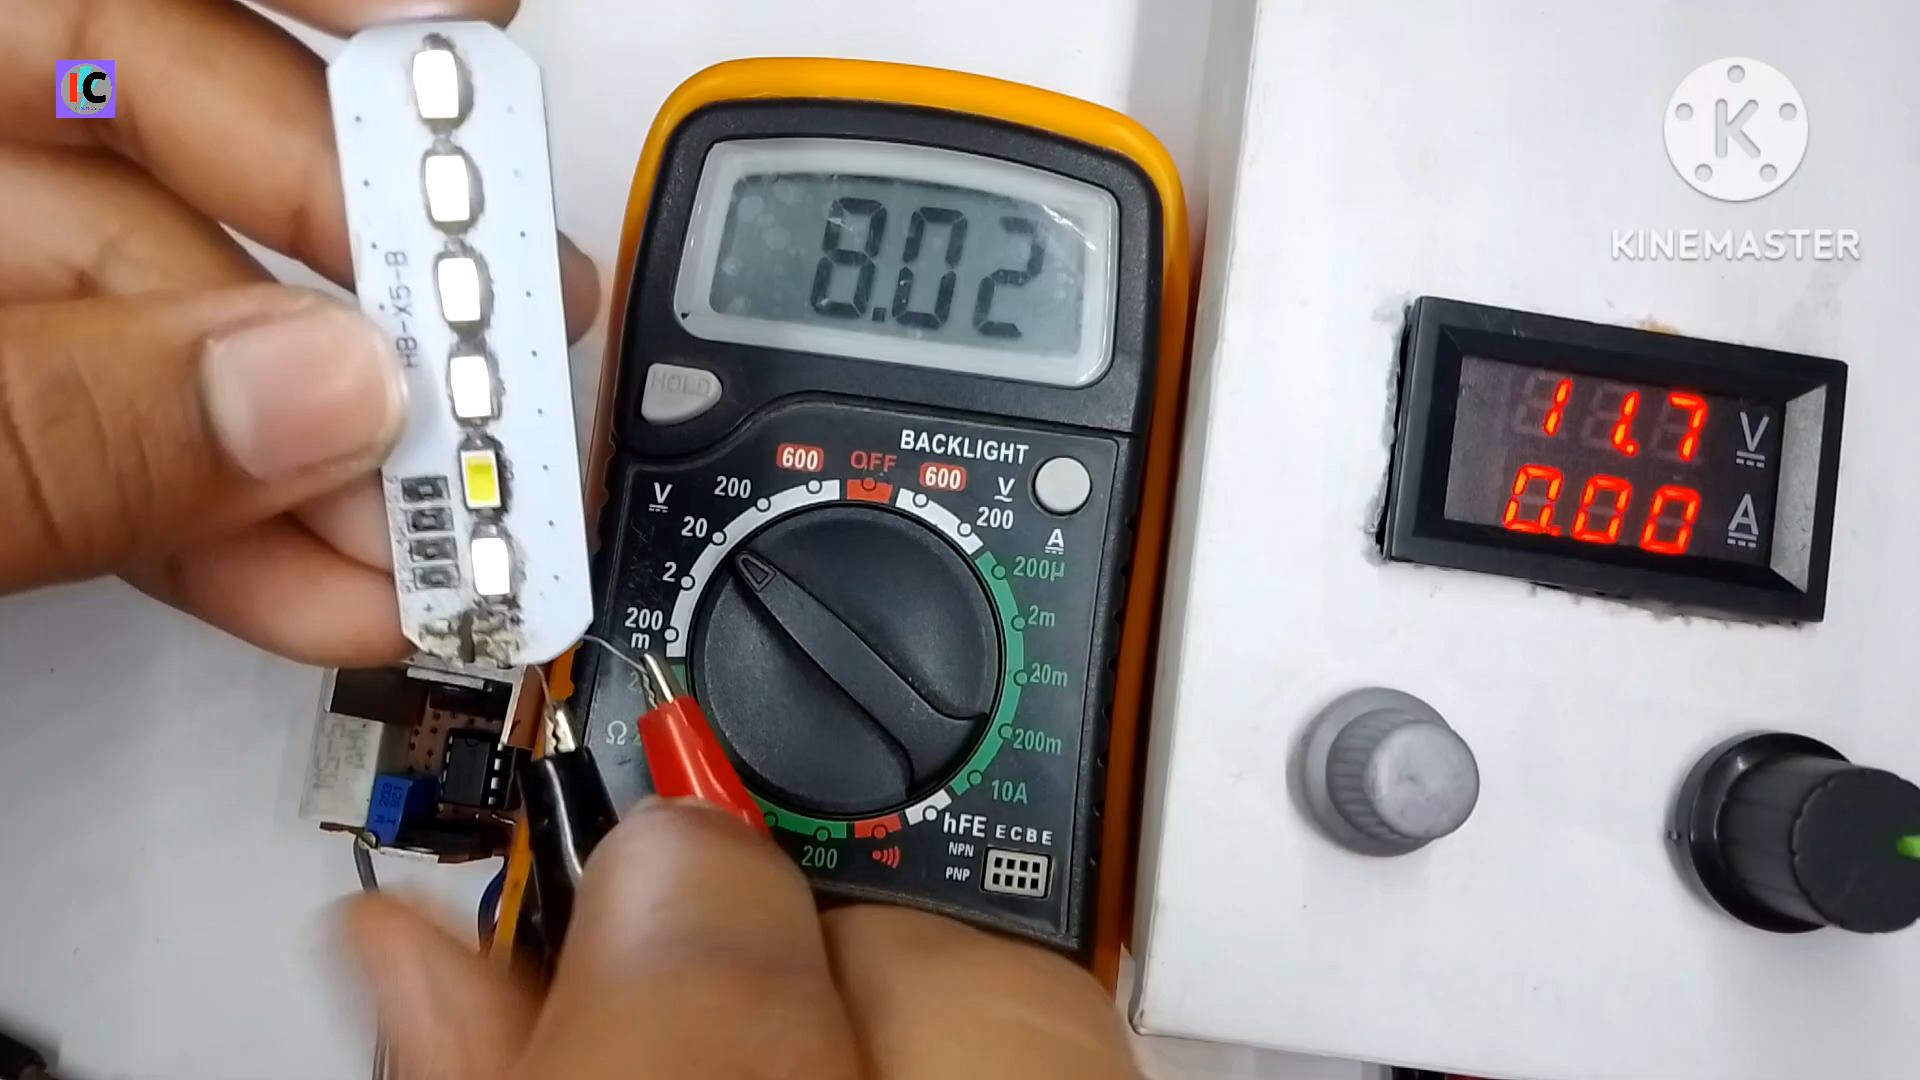 IC
KINEMASTER
HB-X5-B
8.02
HOLD
BACKLIGHT
11.7 V
0.00 A
600
OFF
600
V
200
V
200
20
A
200µ
2
200
m
2m
20m
200m
10A
Ω
200
hFE
ECBE
NPN
PNP